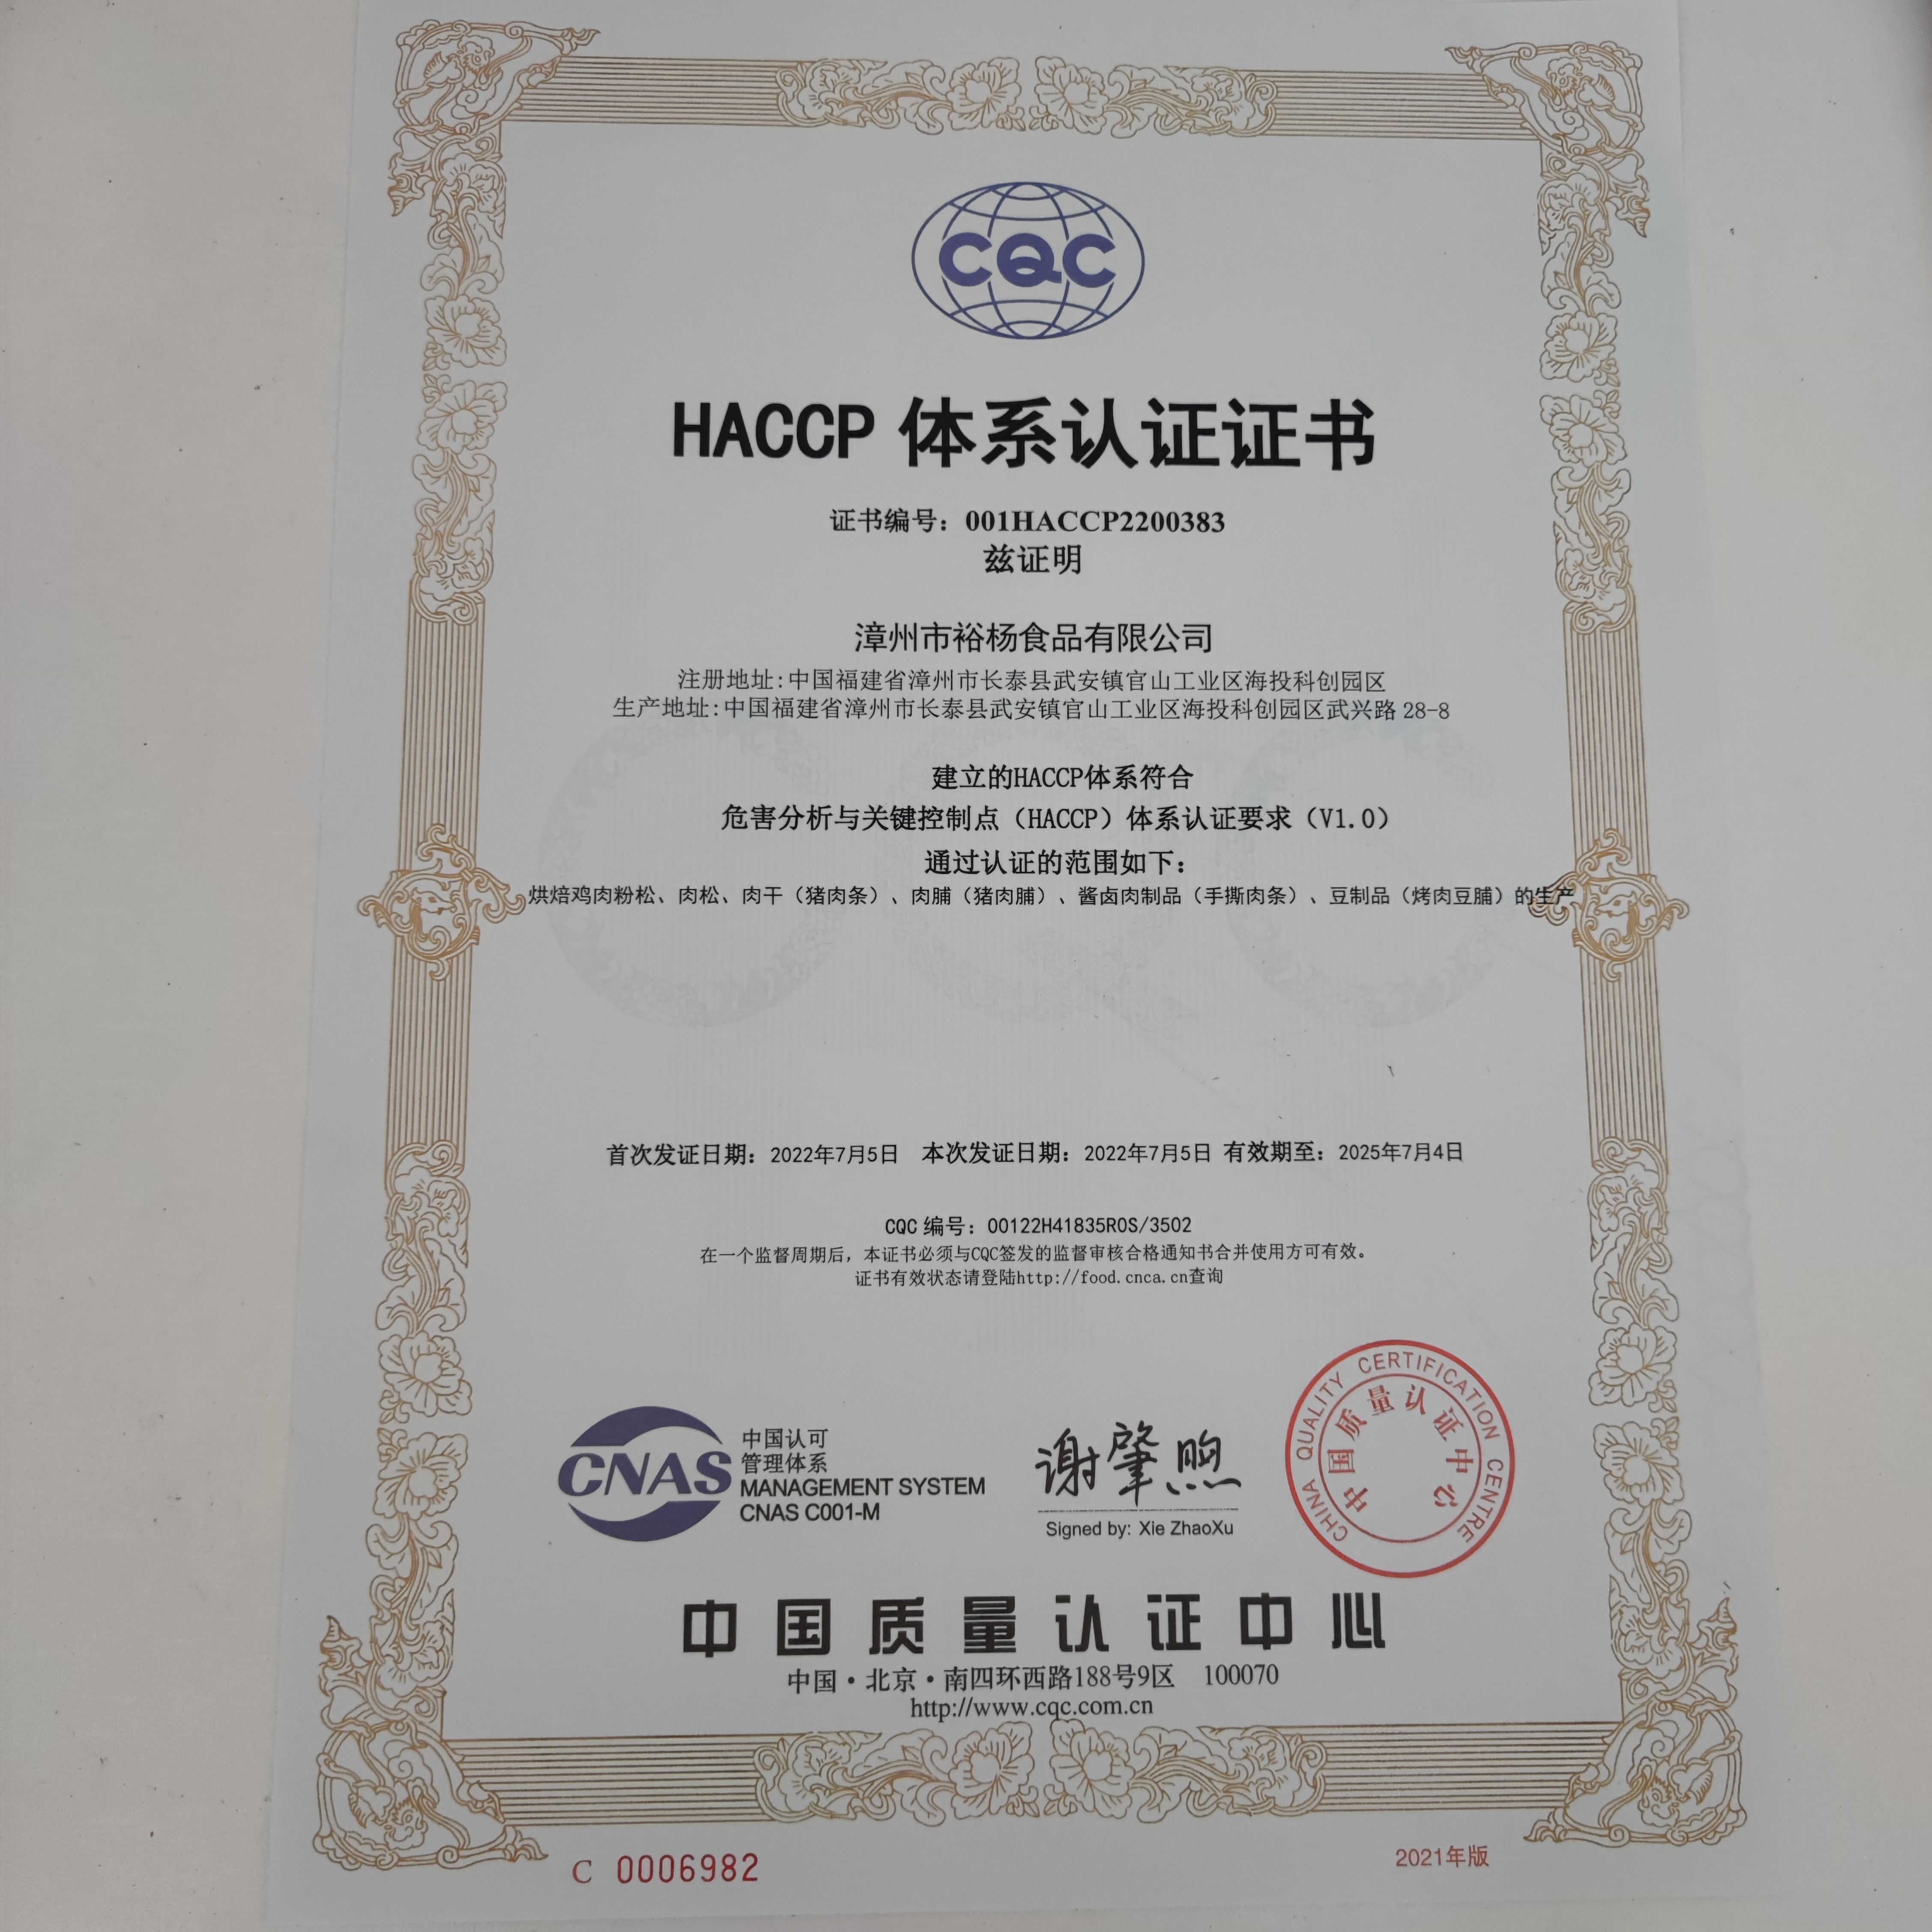 CQC
HACCP 体系认证证书
证书编号：001HACCP2200383
兹证明
漳州市裕杨食品有限公司
注册地址:中国福建省漳州市长泰县武安镇官山工业区海投科创园区
生产地址:中国福建省漳州市长泰县武安镇官山工业区海投科创园区武兴路 28-8
建立的HACCP体系符合
危害分析与关键控制点（HACCP）体系认证要求（V1.0）
通过认证的范围如下：
烘焙鸡肉粉松、肉松、肉干（猪肉条）、肉脯（猪肉脯）、酱卤肉制品（手撕肉条）、豆制品（烤肉豆脯）的生产
首次发证日期：2022年7月5日 本次发证日期：2022年7月5日 有效期至：2025年7月4日
CQC 编号：00122H41835R0S/3502
在一个监督周期后，本证书必须与CQC签发的监督审核合格通知书合并使用方可有效。
证书有效状态请登陆http://food.cnca.cn查询
CNAS
中国认可
管理体系
MANAGEMENT SYSTEM
CNAS C001-M
谢肇煦
Signed by: Xie ZhaoXu
CHINA QUALITY CERTIFICATION CENTRE
中国质量认证中心
中国质量认证中心
中国·北京·南四环西路188号9区 100070
http://www.cqc.com.cn
C 0006982
2021年版